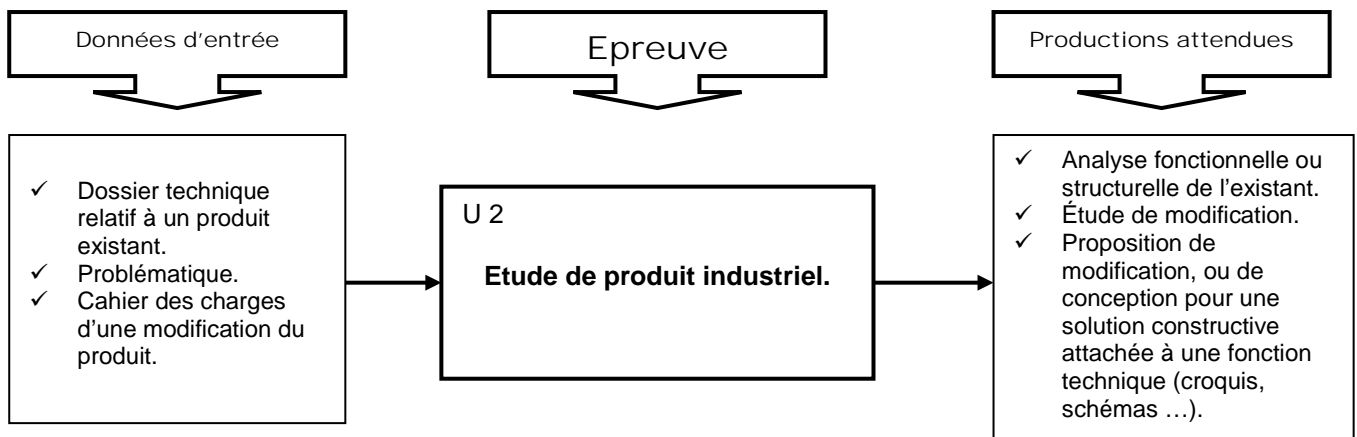 Données d'entrée
Epreuve
Productions attendues
✓ Dossier technique
relatif à un produit
existant.
✓ Problématique.
✓ Cahier des charges
d'une modification du
produit.
U 2
Etude de produit industriel.
✓ Analyse fonctionnelle ou
structurelle de l'existant.
✓ Étude de modification.
✓ Proposition de
modification, ou de
conception pour une
solution constructive
attachée à une fonction
technique (croquis,
schémas …).